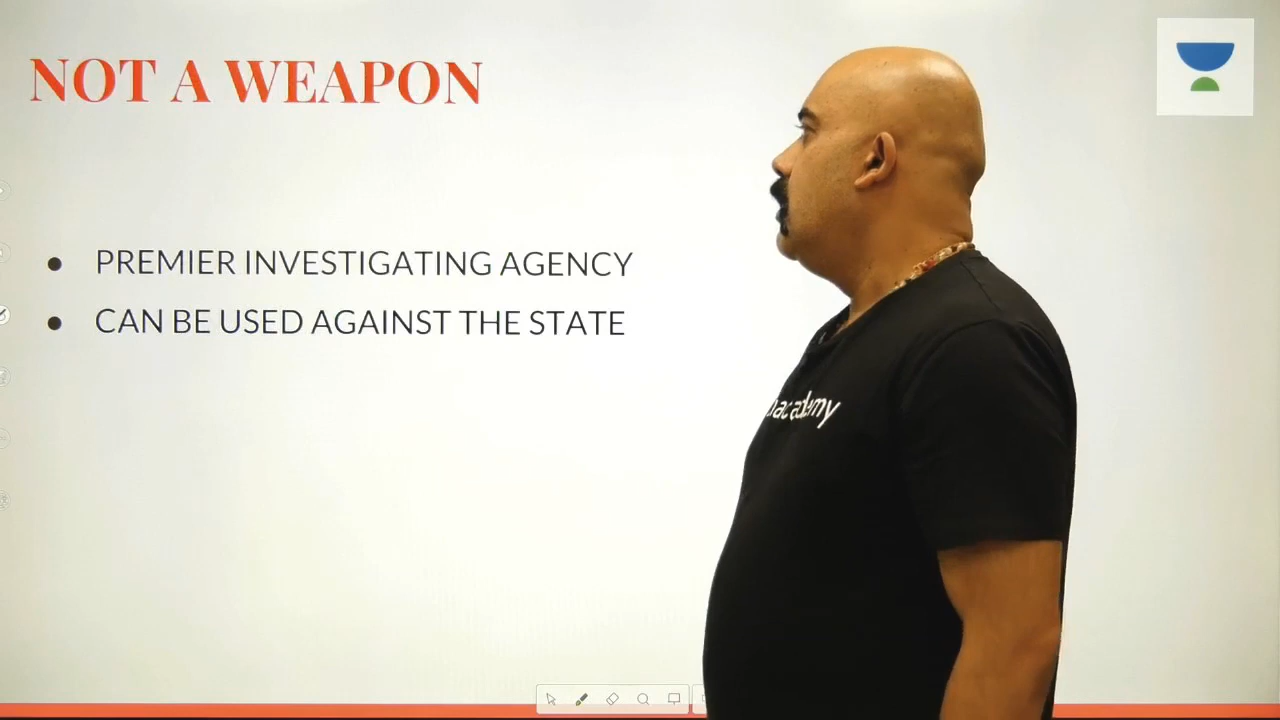 NOT A WEAPON
PREMIER INVESTIGATING AGENCY
CAN BE USED AGAINST THE STATE